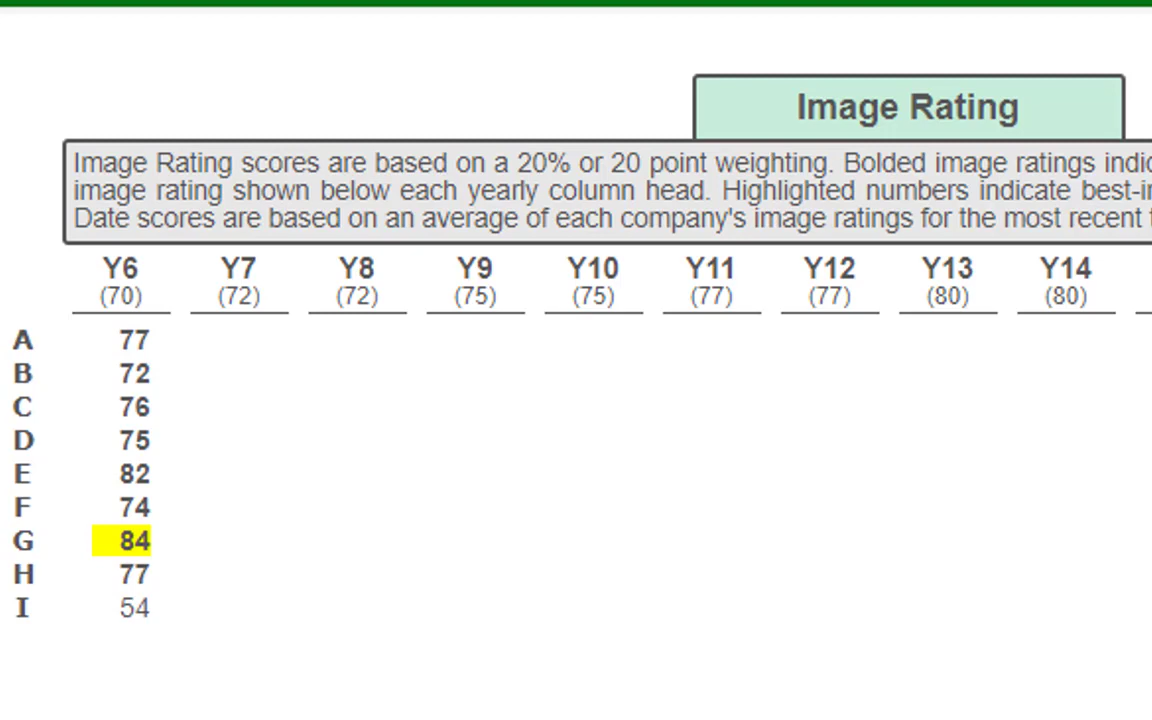 Image Rating
Image Rating scores are based on a 20% or 20 point weighting. Bolded image ratings
image rating shown below each yearly column head. Highlighted numbers indicate
Date scores are based on an average of each company's image ratings for the most recent
Y6 Y7 Y8 Y9 Y10 Y11 Y12 Y13 Y14
(70) (72) (72) (75) (75) (77) (77) (80) (80)
A 77
B 72
C 76
D 75
E 82
F 74
G 84
H 77
I 54